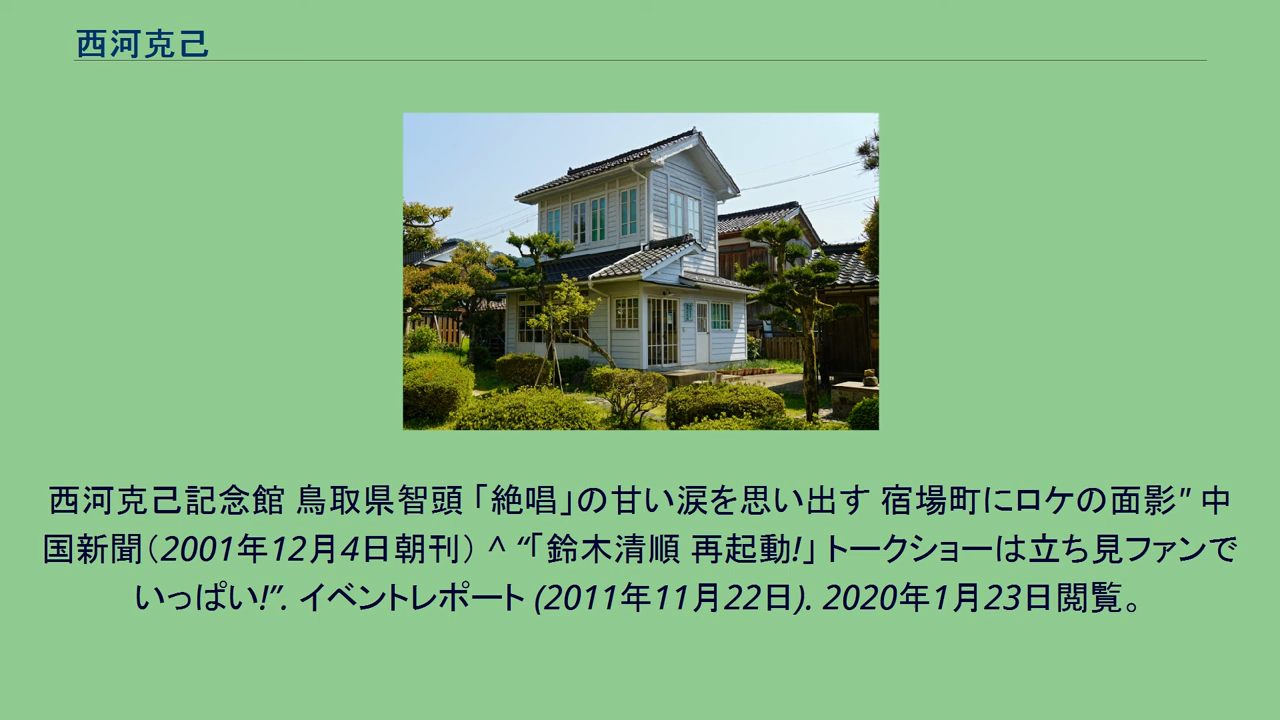 西河克己
西河克己記念館 鳥取県智頭 「絶唱」の甘い涙を思い出す 宿場町にロケの面影” 中
国新聞（2001年12月4日朝刊） ^ “「鈴木清順 再起動!」 トークショーは立ち見ファンで
いっぱい!”. イベントレポート (2011年11月22日). 2020年1月23日閲覧。